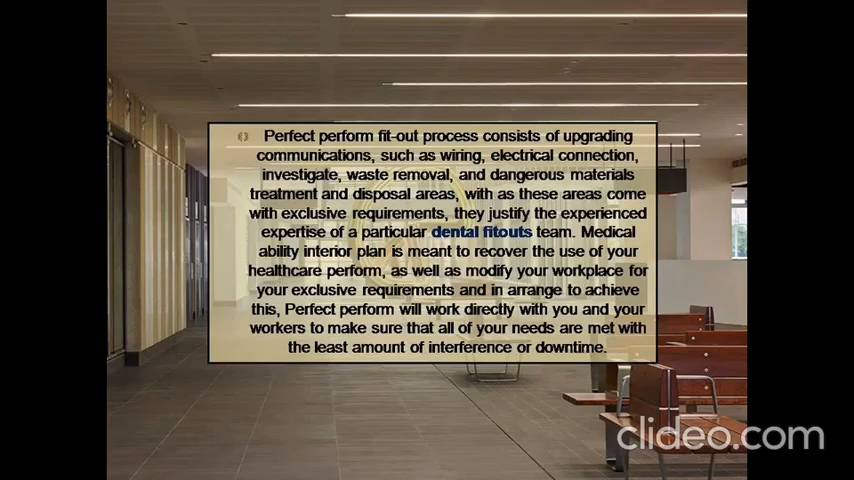 Perfect perform fit-out process consists of upgrading
communications, such as wiring, electrical connection,
investigate, waste removal, and dangerous materials
treatment and disposal areas, with as these areas come
with exclusive requirements, they justify the experienced
expertise of a particular dental fitouts team. Medical
ability interior plan is meant to recover the use of your
healthcare perform, as well as modify your workplace for
your exclusive requirements and in arrange to achieve
this, Perfect perform will work directly with you and your
workers to make sure that all of your needs are met with
the least amount of interference or downtime.
clideo.com